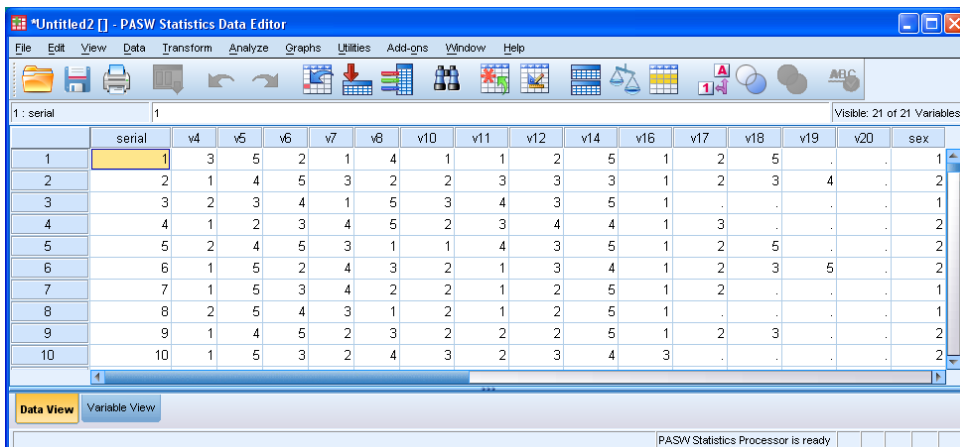 *Untitled2 [] - PASW Statistics Data Editor
File Edit View Data Transform Analyze Graphs Utilities Add-ons Window Help
1 : serial 1 Visible: 21 of 21 Variables
serial v4 v5 v6 v7 v8 v10 v11 v12 v14 v16 v17 v18 v19 v20 sex
1 1 3 5 2 1 4 1 1 2 5 1 2 5 . . 1
2 2 1 4 5 3 2 2 3 3 3 1 2 3 4 . 2
3 3 2 3 4 1 5 3 4 3 5 1 . . . . 1
4 4 1 2 3 4 5 2 3 4 4 1 3 . . . 2
5 5 2 4 5 3 1 1 4 3 5 1 2 5 . . 2
6 6 1 5 2 4 3 2 1 3 4 1 2 3 5 . 2
7 7 1 5 3 4 2 2 1 2 5 1 2 . . . 1
8 8 2 5 4 3 1 2 1 2 5 1 . . . . 1
9 9 1 4 5 2 3 2 2 2 5 1 2 3 . . 2
10 10 1 5 3 2 4 3 2 3 4 3 . . . . 2
Data View Variable View
PASW Statistics Processor is ready